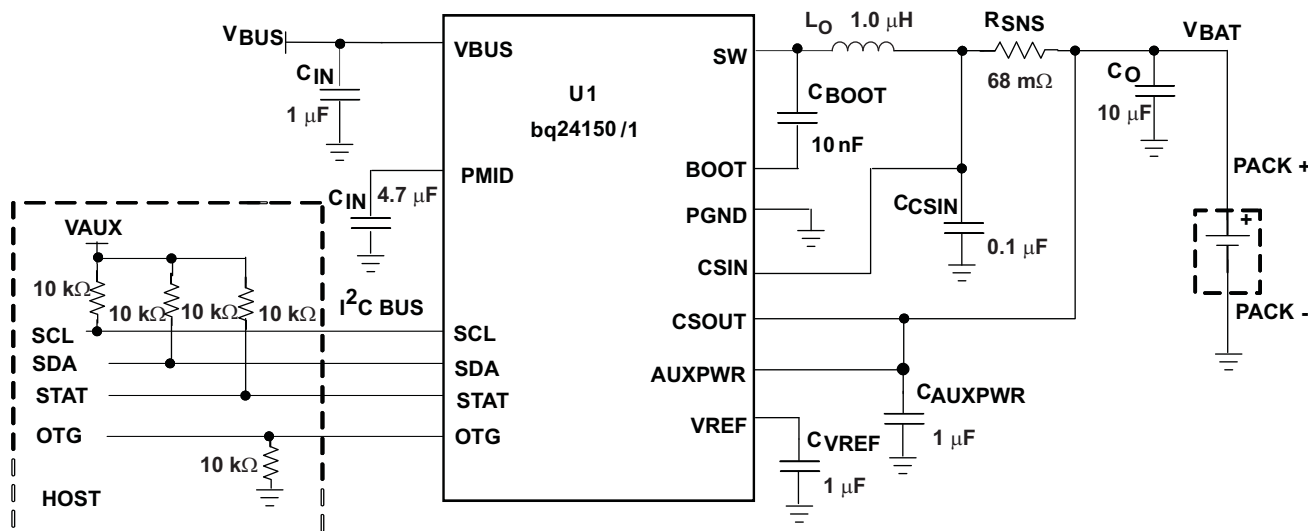 VBUS
CIN
1 μF
VBUS
U1
bq24150/1
SW
LO 1.0 μH
RSNS
68 mΩ
VBAT
CO
10 μF
CBOOT
10 nF
BOOT
PMID
CIN
4.7 μF
PGND
CCSIN
0.1 μF
PACK +
+
PACK -
CSIN
VAUX
10 kΩ
10 kΩ
10 kΩ
I2C BUS
SCL
SCL
CSOUT
SDA
SDA
AUXPWR
STAT
STAT
CAUXPWR
1 μF
VREF
CVREF
1 μF
OTG
OTG
10 kΩ
HOST